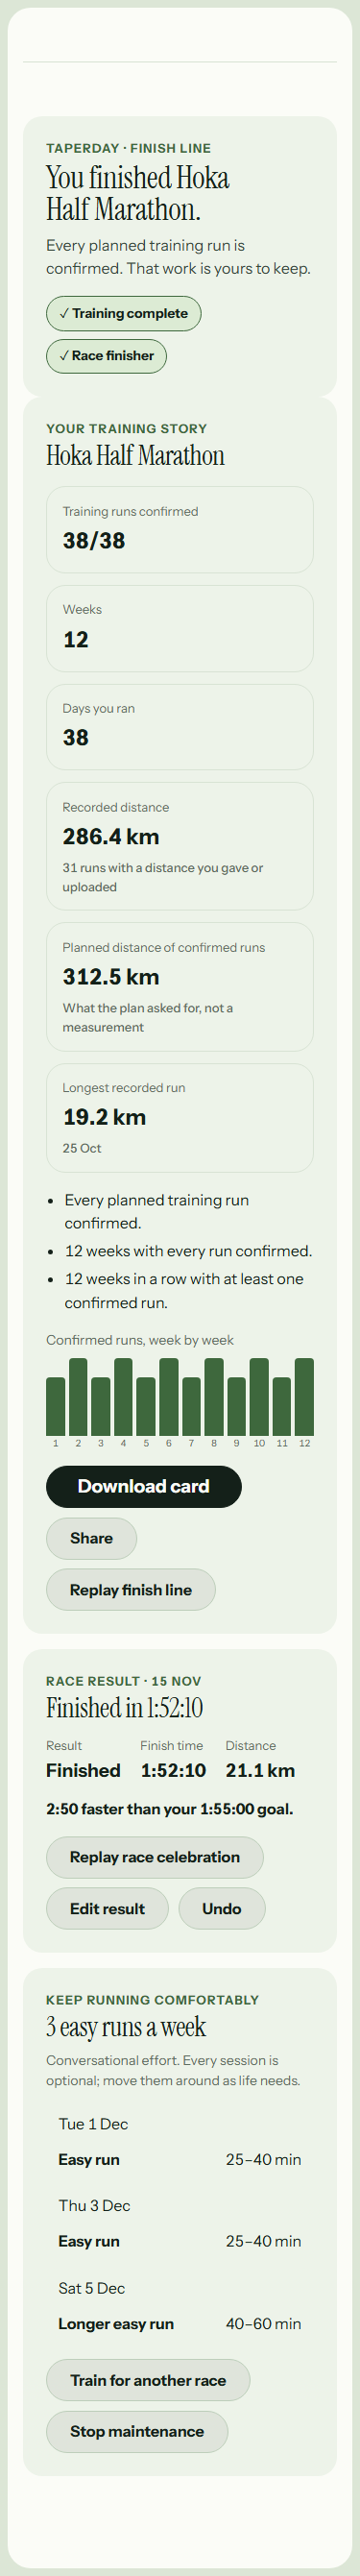 TAPERDAY · FINISH LINE
You finished Hoka
Half Marathon.
Every planned training run is
confirmed. That work is yours to keep.
✓ Training complete
✓ Race finisher
YOUR TRAINING STORY
Hoka Half Marathon
Training runs confirmed
38/38
Weeks
12
Days you ran
38
Recorded distance
286.4 km
31 runs with a distance you gave or
uploaded
Planned distance of confirmed runs
312.5 km
What the plan asked for, not a
measurement
Longest recorded run
19.2 km
25 Oct
• Every planned training run
confirmed.
• 12 weeks with every run confirmed.
• 12 weeks in a row with at least one
confirmed run.
Confirmed runs, week by week
1 2 3 4 5 6 7 8 9 10 11 12
Download card
Share
Replay finish line
RACE RESULT · 15 NOV
Finished in 1:52:10
Result Finish time Distance
Finished 1:52:10 21.1 km
2:50 faster than your 1:55:00 goal.
Replay race celebration
Edit result Undo
KEEP RUNNING COMFORTABLY
3 easy runs a week
Conversational effort. Every session is
optional; move them around as life needs.
Tue 1 Dec
Easy run 25–40 min
Thu 3 Dec
Easy run 25–40 min
Sat 5 Dec
Longer easy run 40–60 min
Train for another race
Stop maintenance